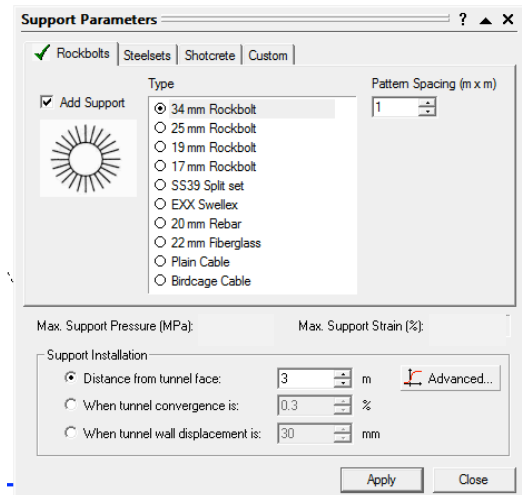 Support Parameters ? ▲ X
Rockbolts Steelsets Shotcrete Custom
Type Pattern Spacing (m x m)
Add Support 34 mm Rockbolt 1
25 mm Rockbolt
19 mm Rockbolt
17 mm Rockbolt
SS39 Split set
EXX Swellex
20 mm Rebar
22 mm Fiberglass
Plain Cable
Birdcage Cable
Max. Support Pressure (MPa): Max. Support Strain (%):
Support Installation
Distance from tunnel face: 3 m Advanced...
When tunnel convergence is: 0.3 %
When tunnel wall displacement is: 30 mm
Apply Close